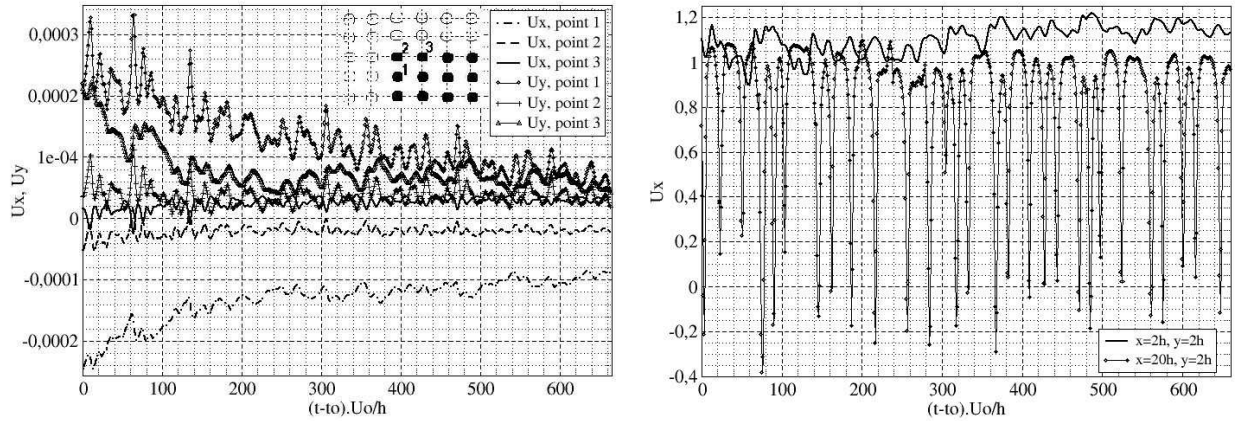 0,0003
0,0002
1e-04
0
-0,0001
-0,0002
Ux, Uy
0 100 200 300 400 500 600
(t-to).Uo/h
2 3
1
Ux, point 1
Ux, point 2
Ux, point 3
Uy, point 1
Uy, point 2
Uy, point 3
1,2
1
0,8
0,6
0,4
0,2
0
-0,2
-0,4
Ux
0 100 200 300 400 500 600
(t-to).Uo/h
x=2h, y=2h
x=20h, y=2h